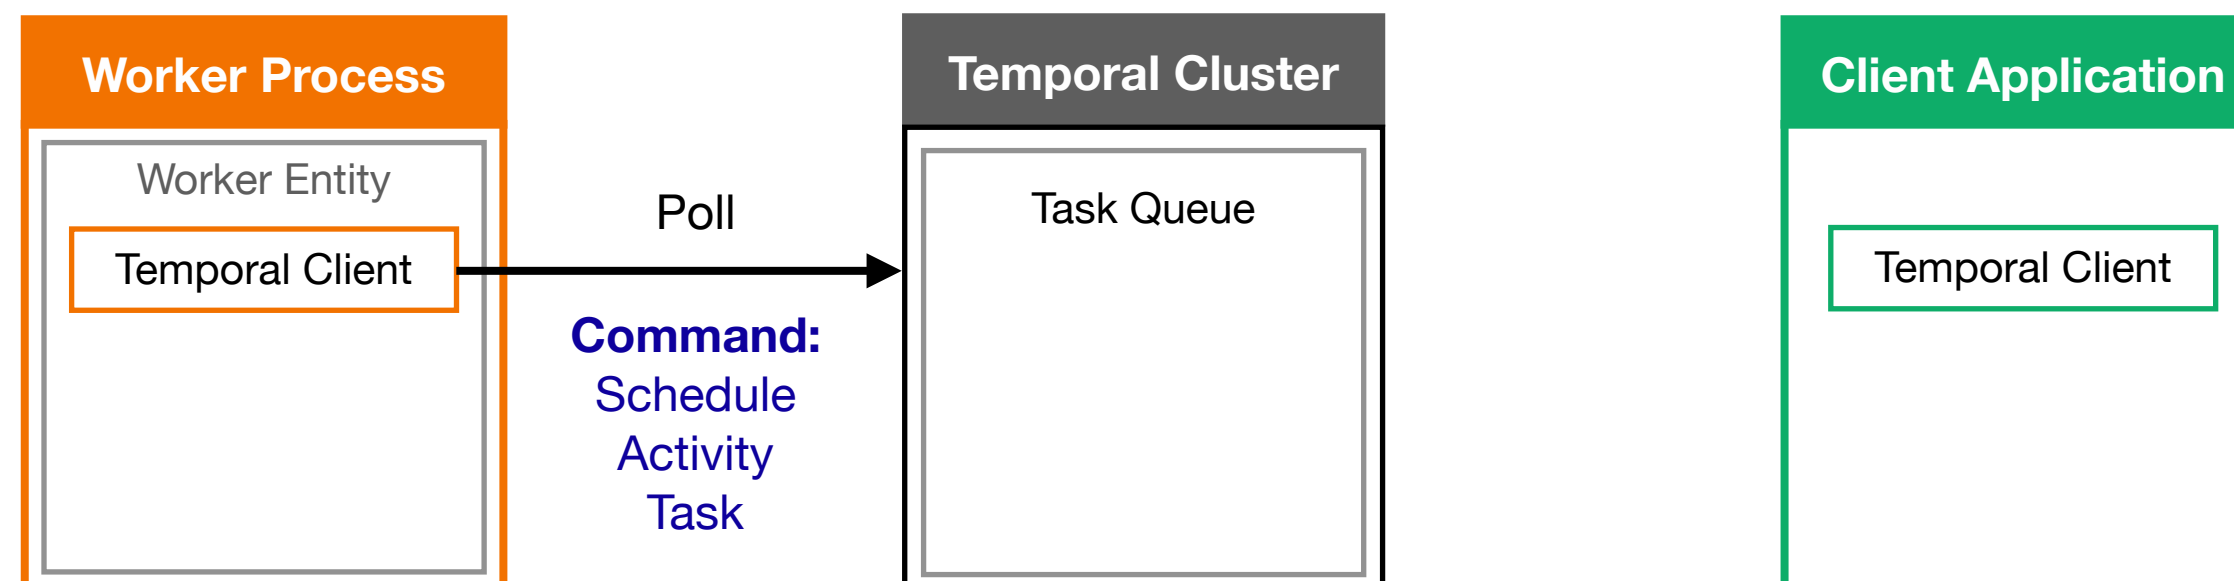 Worker Process
Worker Entity
Temporal Client
Poll
Command:
Schedule
Activity
Task
Temporal Cluster
Task Queue
Client Application
Temporal Client